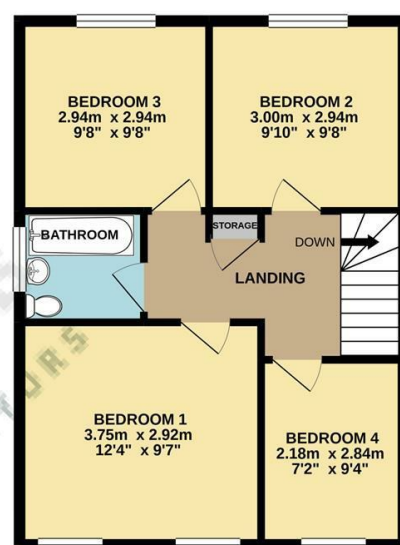 BEDROOM 3
2.94m x 2.94m
9'8" x 9'8"
BEDROOM 2
3.00m x 2.94m
9'10" x 9'8"
BATHROOM
STORAGE
DOWN
LANDING
BEDROOM 1
3.75m x 2.92m
12'4" x 9'7"
BEDROOM 4
2.18m x 2.84m
7'2" x 9'4"